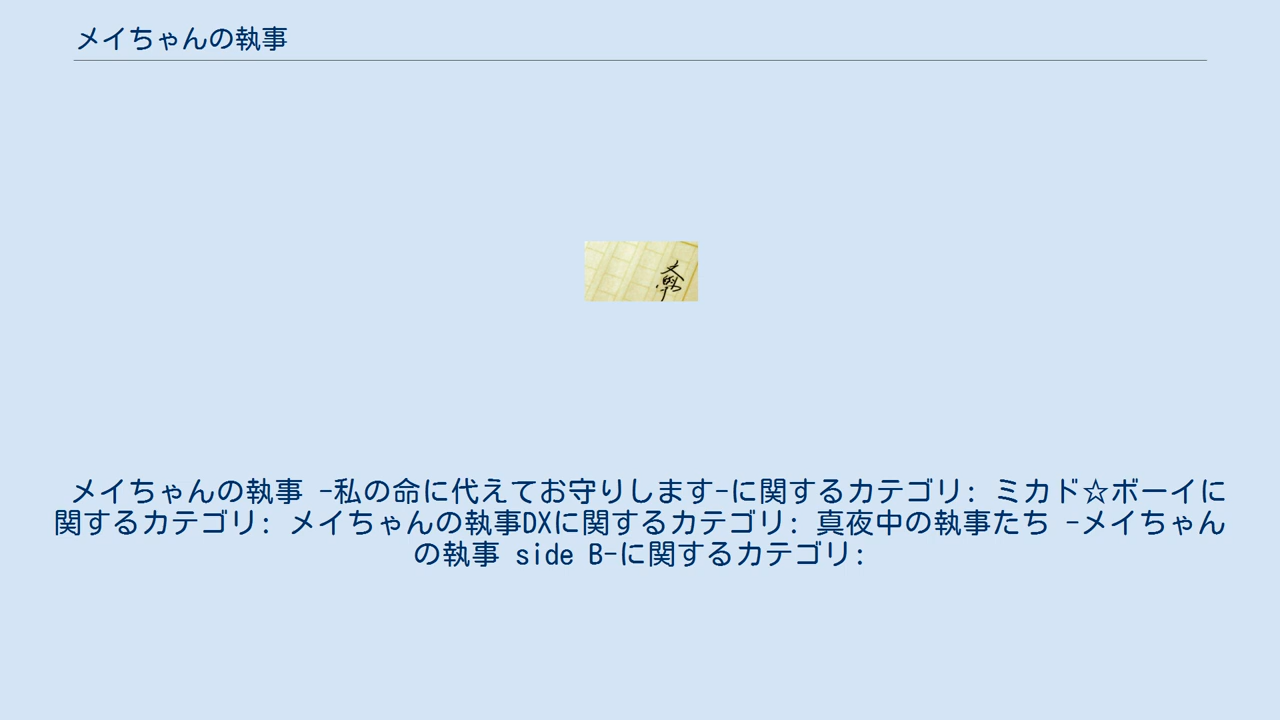 メイちゃんの執事
メイちゃんの執事 -私の命に代えてお守りします-に関するカテゴリ: ミカド☆ボーイに
関するカテゴリ: メイちゃんの執事DXに関するカテゴリ: 真夜中の執事たち -メイちゃん
の執事 side B-に関するカテゴリ: